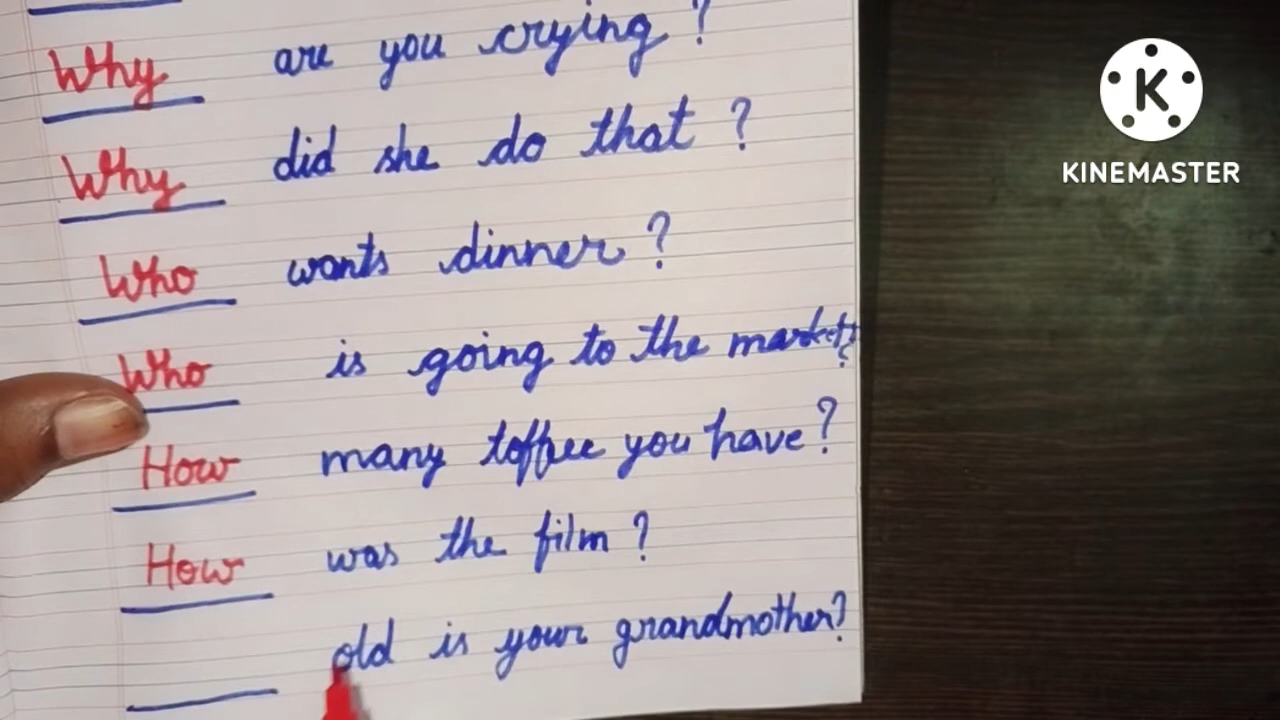 Why are you crying ?
Why did she do that ?
Who wants dinner ?
Who is going to the market?
How many toffee you have?
How was the film ?
old is your grandmother?
K
KINEMASTER